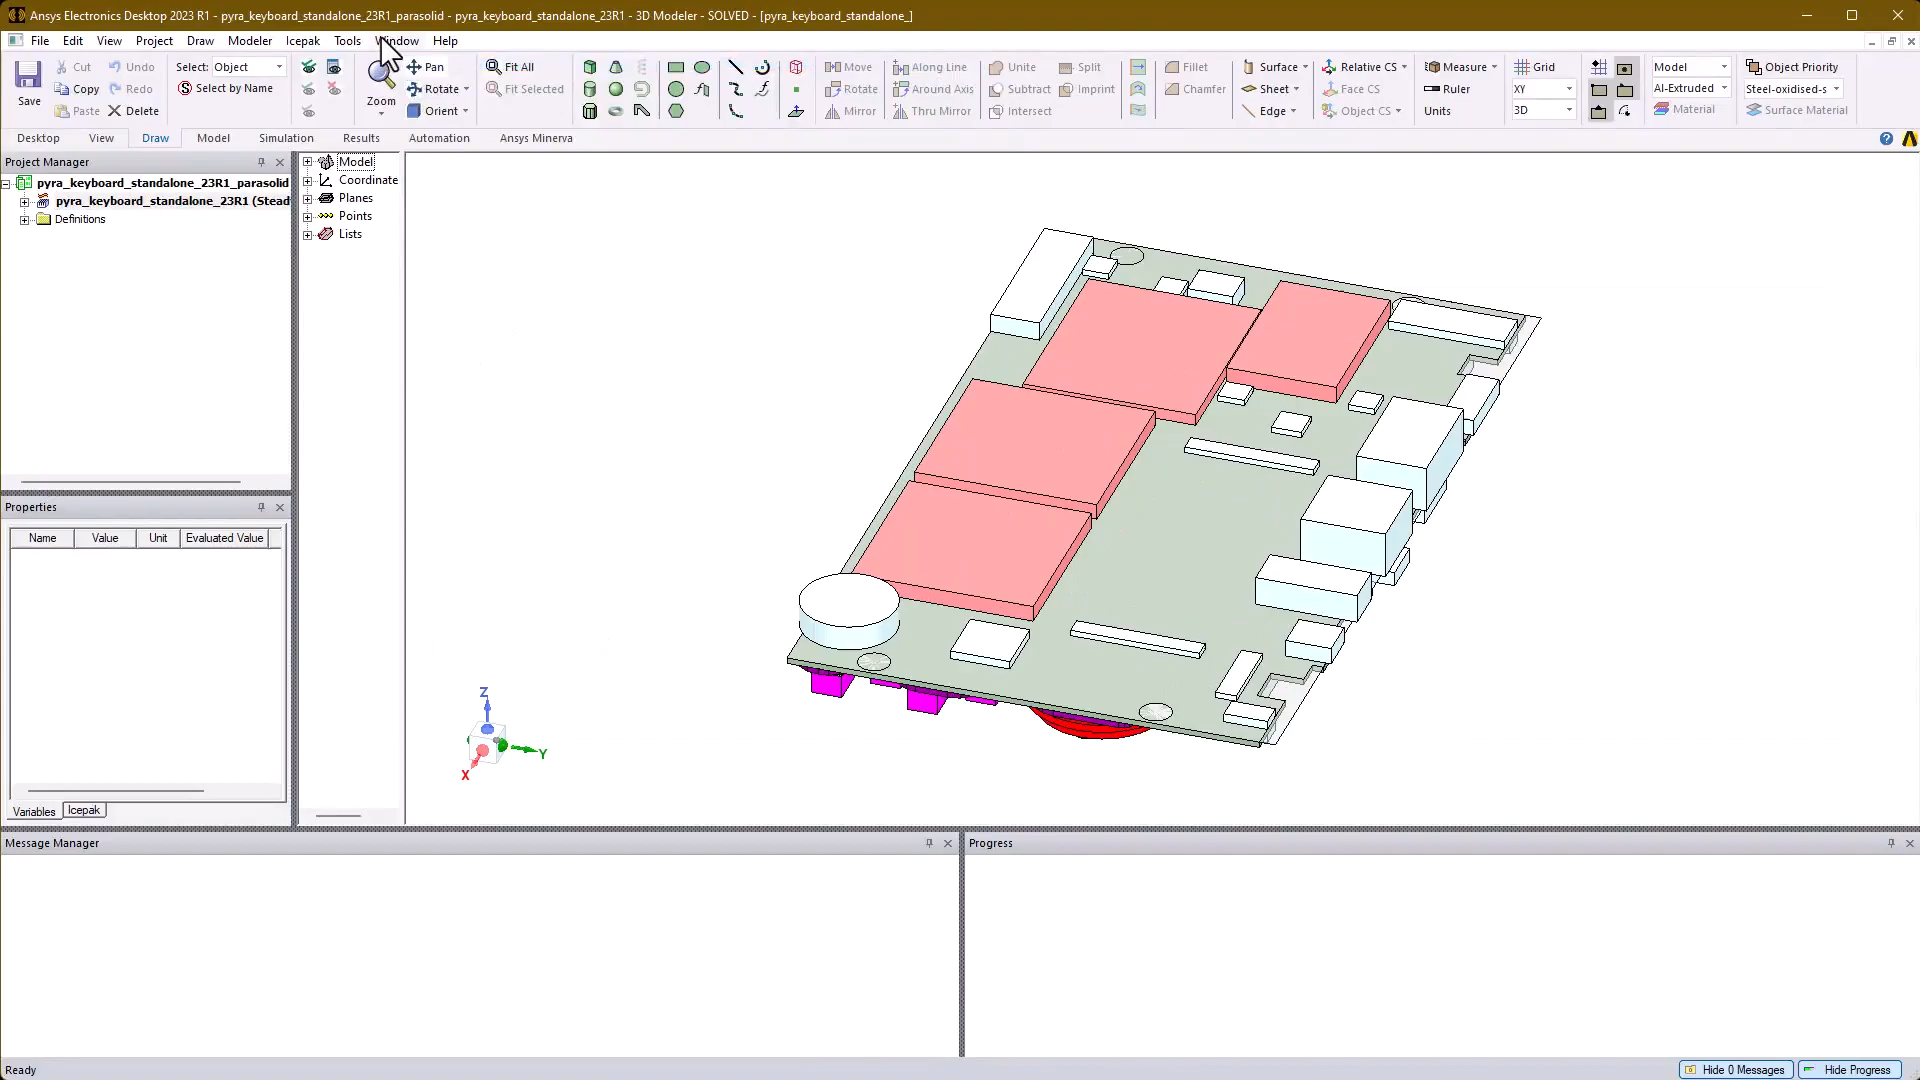 Ansys Electronics Desktop 2023 R1 - pyra_keyboard_standalone_23R1_parasolid - pyra_keyboard_standalone_23R1 - 3D Modeler - SOLVED - [pyra_keyboard_standalone_]
File Edit View Project Draw Modeler Icepak Tools Window Help
Cut Undo Select: Object Pan Fit All Move Along Line Unite Split Fillet Surface Relative CS Measure Grid Model Object Priority
Save Copy Redo Select by Name Zoom Rotate Fit Selected Rotate Around Axis Subtract Imprint Chamfer Sheet Face CS Ruler XY Al-Extruded Steel-oxidised-s
Paste Delete Orient Mirror Thru Mirror Intersect Edge Object CS Units 3D Material Surface Material
Desktop View Draw Model Simulation Results Automation Ansys Minerva
Project Manager
pyra_keyboard_standalone_23R1_parasolid
pyra_keyboard_standalone_23R1 (Stead
Definitions
Model
Coordinate
Planes
Points
Lists
Properties
Name Value Unit Evaluated Value
Variables Icepak
Z
Y
X
Message Manager
Progress
Ready
Hide 0 Messages Hide Progress